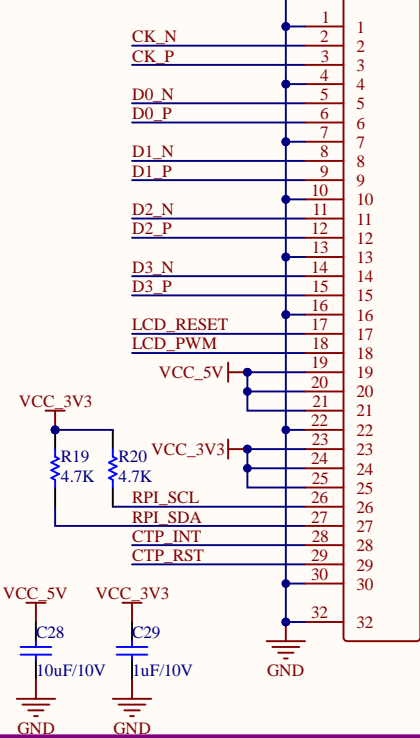 1 1
CK_N 2 2
CK_P 3 3
4 4
D0_N 5 5
D0_P 6 6
7 7
D1_N 8 8
D1_P 9 9
10 10
D2_N 11 11
D2_P 12 12
13 13
D3_N 14 14
D3_P 15 15
16 16
LCD_RESET 17 17
LCD_PWM 18 18
VCC_5V 19 19
20 20
21 21
VCC_3V3 22 22
VCC_3V3 23 23
R19 R20 24 24
4.7K 4.7K 25 25
RPI_SCL 26 26
RPI_SDA 27 27
CTP_INT 28 28
CTP_RST 29 29
30 30
VCC_5V VCC_3V3
32 32
C28 C29
10uF/10V 1uF/10V
GND
GND GND